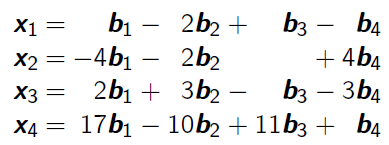 x₁ = b₁ − 2b₂ + b₃ − b₄
x₂ = −4b₁ − 2b₂ + 4b₄
x₃ = 2b₁ + 3b₂ − b₃ − 3b₄
x₄ = 17b₁ − 10b₂ + 11b₃ + b₄